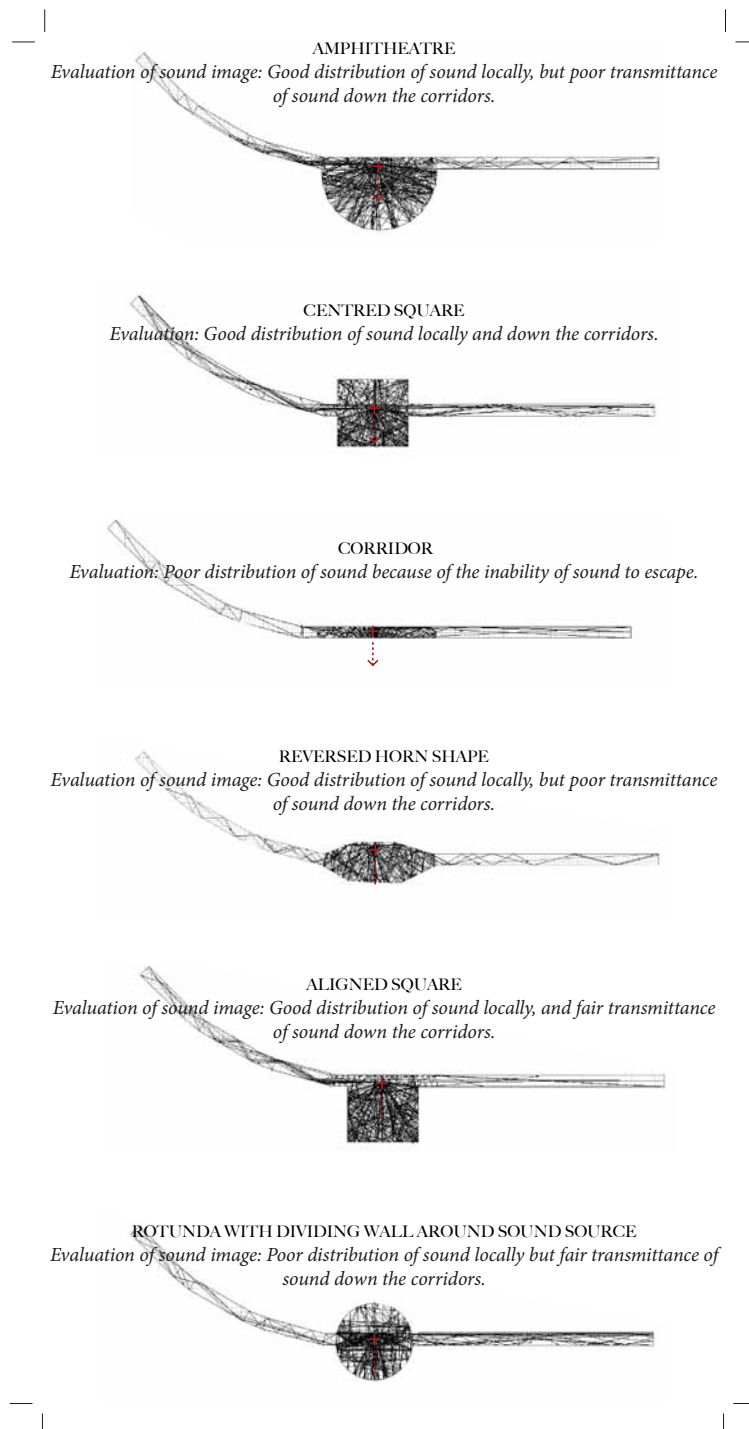 AMPHITHEATRE
Evaluation of sound image: Good distribution of sound locally, but poor transmittance
of sound down the corridors.
CENTRED SQUARE
Evaluation: Good distribution of sound locally and down the corridors.
CORRIDOR
Evaluation: Poor distribution of sound because of the inability of sound to escape.
REVERSED HORN SHAPE
Evaluation of sound image: Good distribution of sound locally, but poor transmittance
of sound down the corridors.
ALIGNED SQUARE
Evaluation of sound image: Good distribution of sound locally, and fair transmittance
of sound down the corridors.
ROTUNDA WITH DIVIDING WALL AROUND SOUND SOURCE
Evaluation of sound image: Poor distribution of sound locally but fair transmittance of
sound down the corridors.